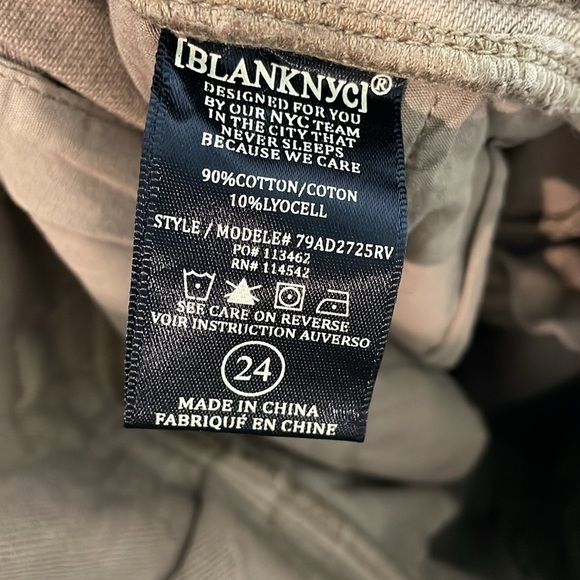 [BLANKNYC]®
DESIGNED FOR YOU
BY OUR NYC TEAM
IN THE CITY THAT
NEVER SLEEPS
BECAUSE WE CARE
90%COTTON/COTON
10%LYOCELL
STYLE / MODELE# 79AD2725RV
PO# 113462
RN# 114542
SEE CARE ON REVERSE
VOIR INSTRUCTION AUVERSO
24
MADE IN CHINA
FABRIQUÉ EN CHINE